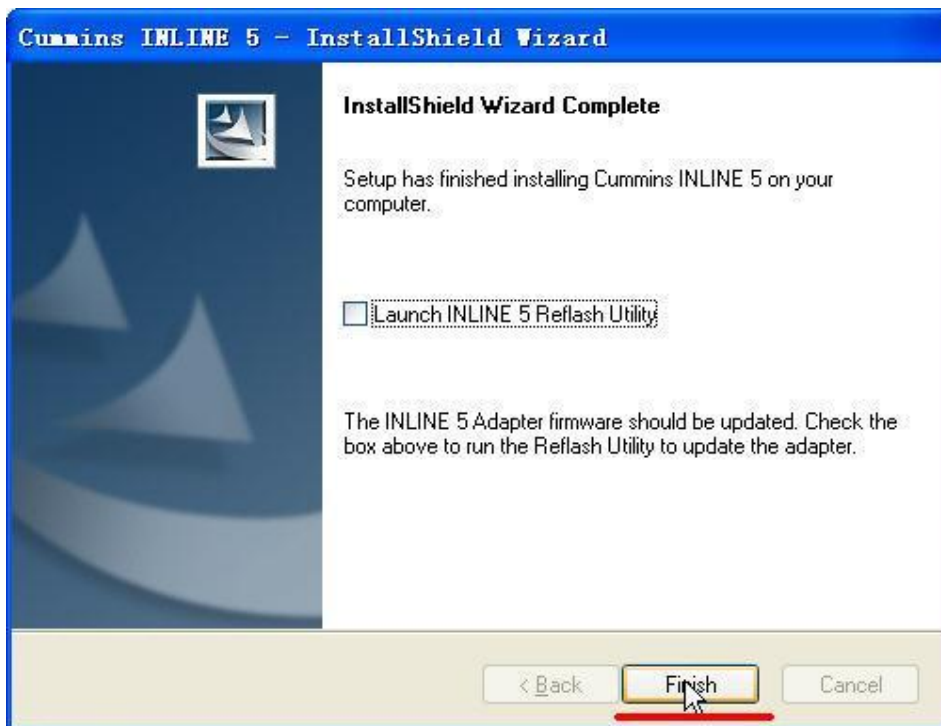 Cummins INLINE 5 - InstallShield Wizard
InstallShield Wizard Complete
Setup has finished installing Cummins INLINE 5 on your
computer.
Launch INLINE 5 Reflash Utility
The INLINE 5 Adapter firmware should be updated. Check the
box above to run the Reflash Utility to update the adapter.
< Back Finish Cancel